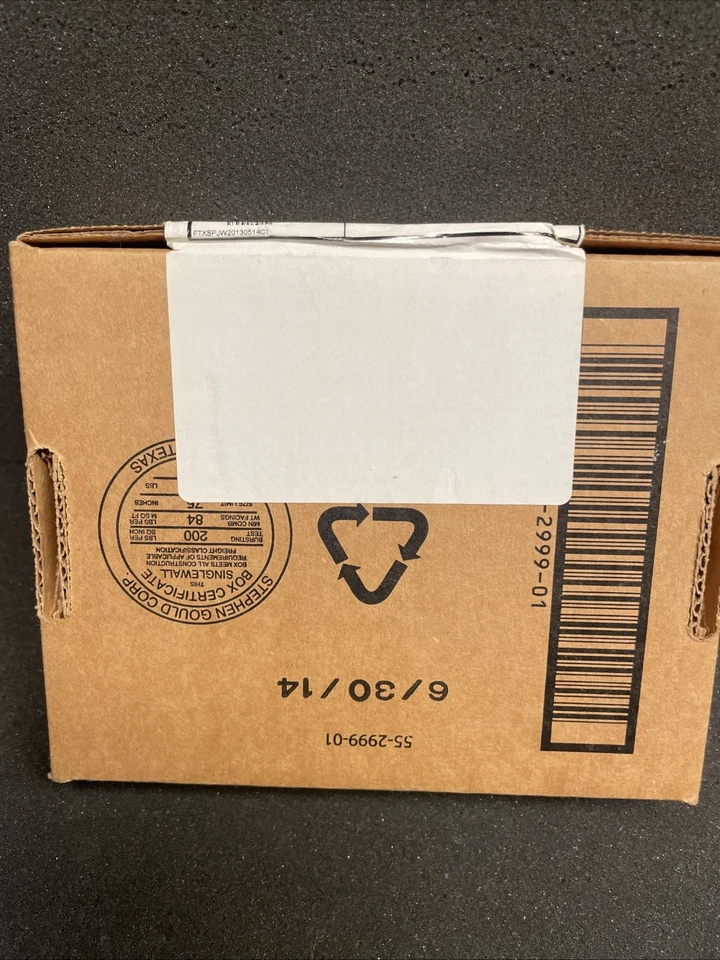 FTXSPJW20130514C1
TEXAS
LBS
SIZE LIMIT 75 INCHES
MIN COMB WT FACINGS 84 LBS PER M SQ FT
BURSTING TEST 200 LBS PER SQ INCH
REQUIREMENTS OF APPLICABLE
FREIGHT CLASSIFICATION
BOX MEETS ALL CONSTRUCTION
SINGLEWALL
THIS
BOX CERTIFICATE
STEPHEN GOULD CORP
-2999-01
6/30/14
55-2999-01